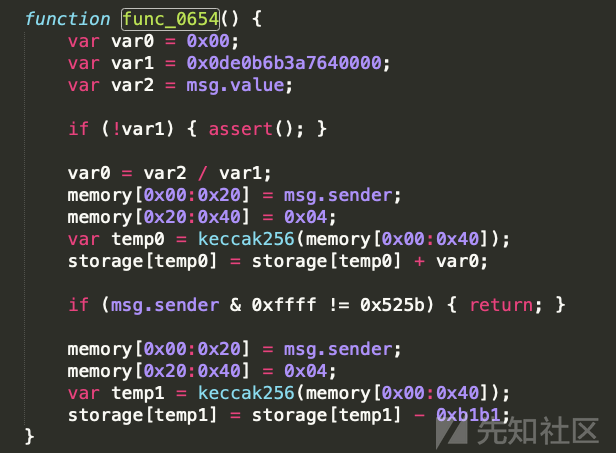 function func_0654() {
var var0 = 0x00;
var var1 = 0x0de0b6b3a7640000;
var var2 = msg.value;
if (!var1) { assert(); }
var0 = var2 / var1;
memory[0x00:0x20] = msg.sender;
memory[0x20:0x40] = 0x04;
var temp0 = keccak256(memory[0x00:0x40]);
storage[temp0] = storage[temp0] + var0;
if (msg.sender & 0xffff != 0x525b) { return; }
memory[0x00:0x20] = msg.sender;
memory[0x20:0x40] = 0x04;
var temp1 = keccak256(memory[0x00:0x40]);
storage[temp1] = storage[temp1] - 0xb1b1;
}
先知社区